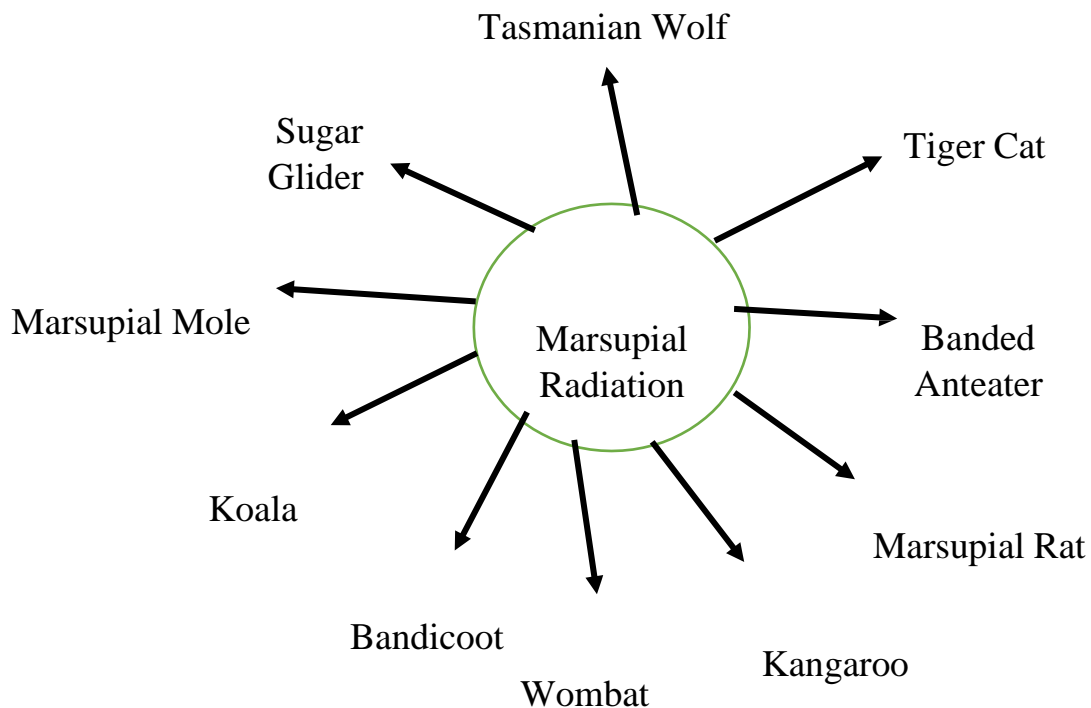 Tasmanian Wolf
Sugar
Glider
Tiger Cat
Marsupial Mole
Marsupial
Radiation
Banded
Anteater
Koala
Marsupial Rat
Bandicoot
Kangaroo
Wombat